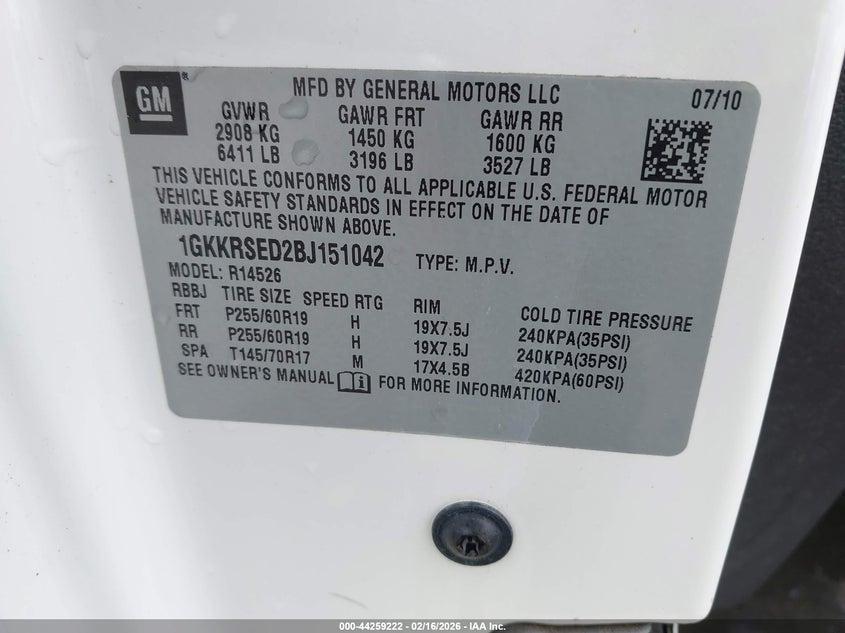 GM®
MFD BY GENERAL MOTORS LLC 07/10
GVWR GAWR FRT GAWR RR
2908 KG 1450 KG 1600 KG
6411 LB 3196 LB 3527 LB
THIS VEHICLE CONFORMS TO ALL APPLICABLE U.S. FEDERAL MOTOR
VEHICLE SAFETY STANDARDS IN EFFECT ON THE DATE OF
MANUFACTURE SHOWN ABOVE.
1GKKRSED2BJ151042 TYPE: M.P.V.
MODEL: R14526
RBBJ TIRE SIZE SPEED RTG RIM COLD TIRE PRESSURE
FRT P255/60R19 H 19X7.5J 240KPA(35PSI)
RR P255/60R19 H 19X7.5J 240KPA(35PSI)
SPA T145/70R17 M 17X4.5B 420KPA(60PSI)
SEE OWNER'S MANUAL i FOR MORE INFORMATION.
000-44259222 / 02/16/2026 - IAA Inc.